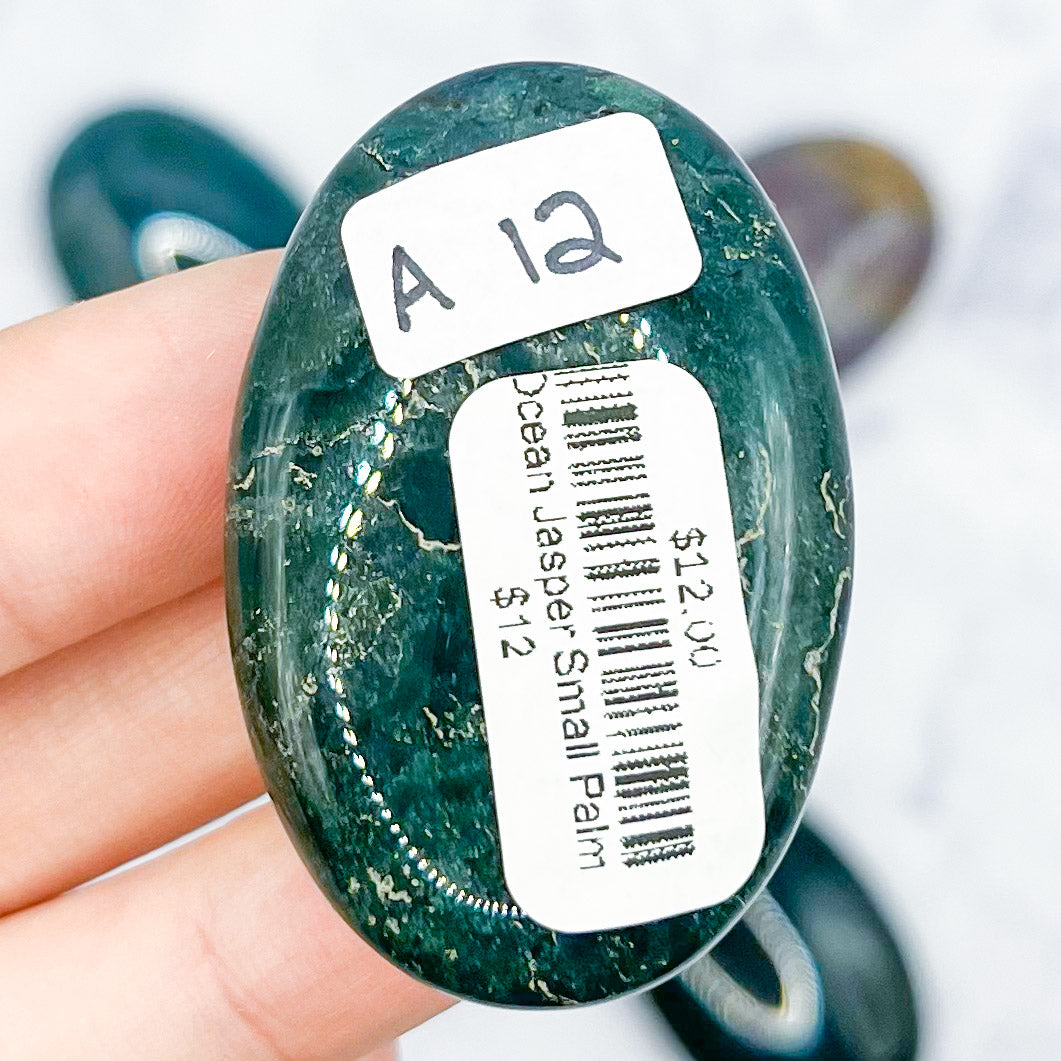 A 12
$12.00
Ocean Jasper Small Palm
$12